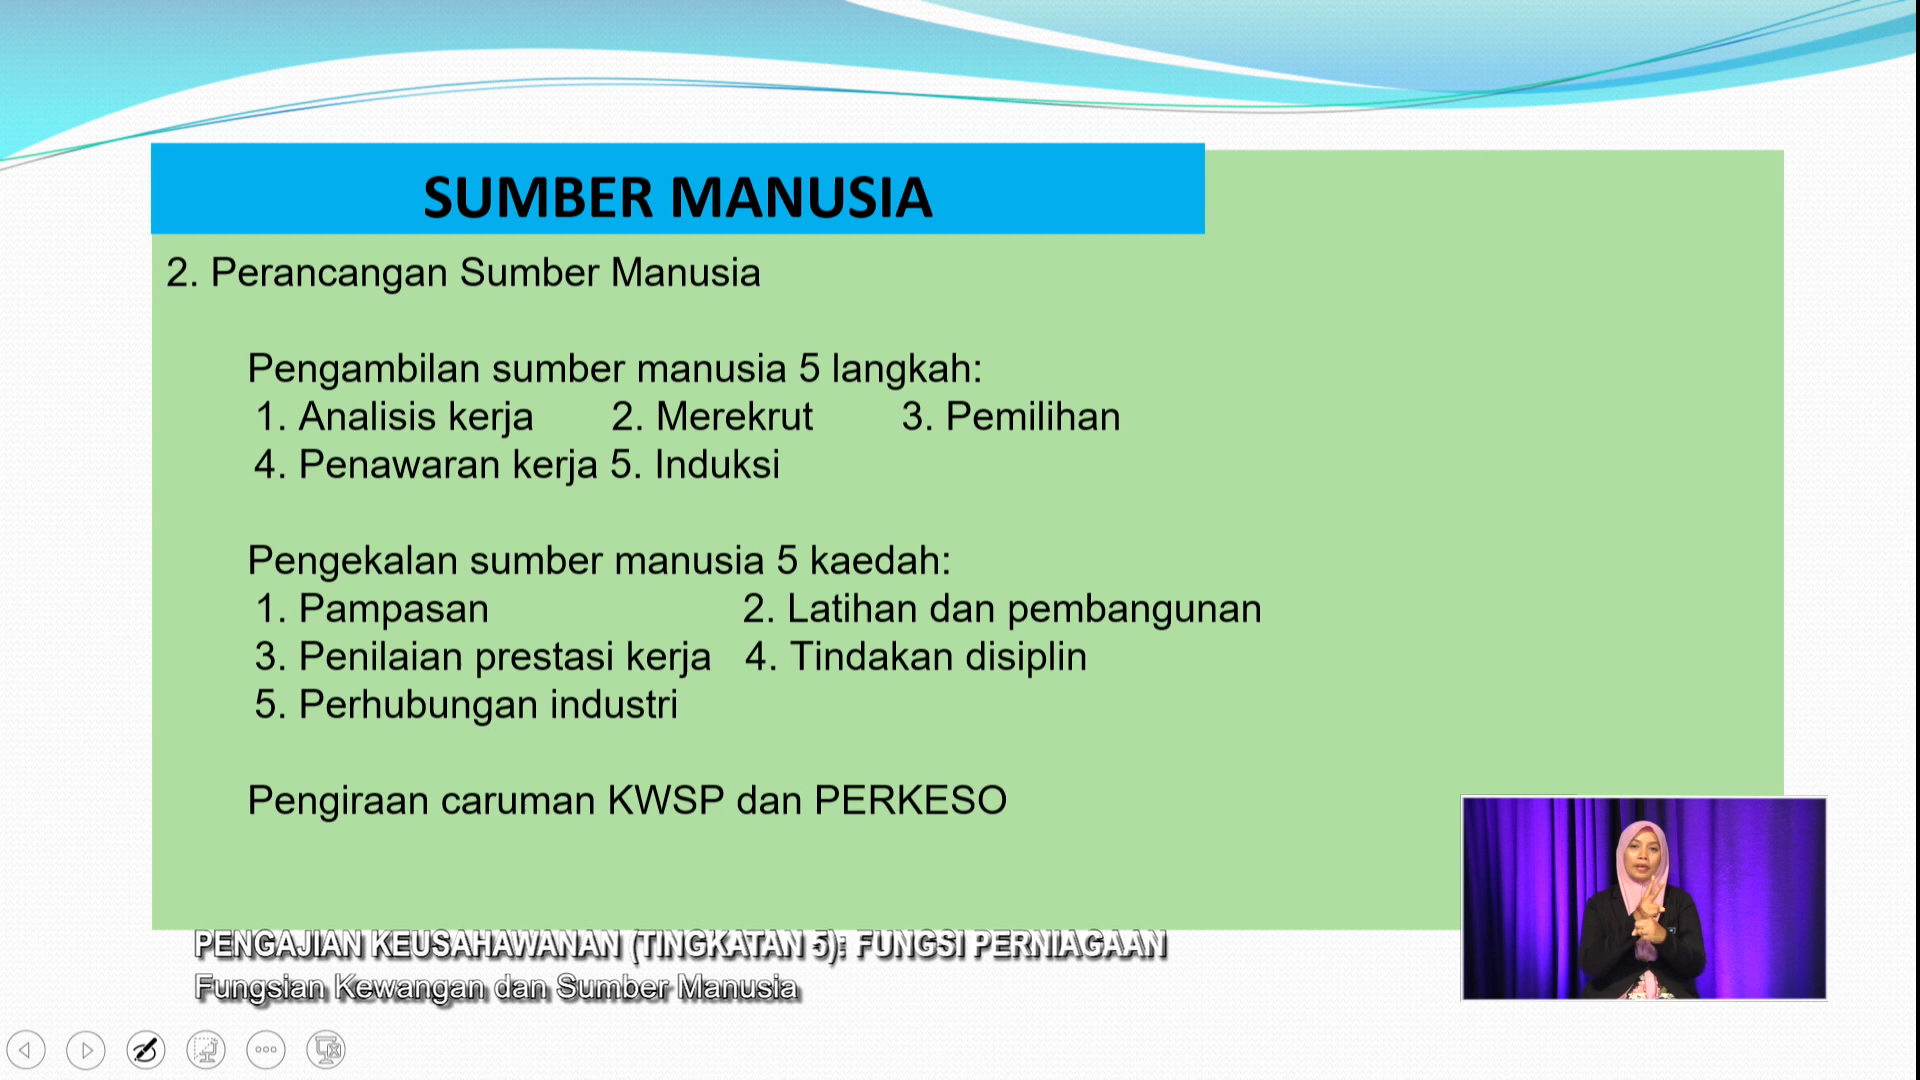 SUMBER MANUSIA
2. Perancangan Sumber Manusia
Pengambilan sumber manusia 5 langkah:
1. Analisis kerja 2. Merekrut 3. Pemilihan
4. Penawaran kerja 5. Induksi
Pengekalan sumber manusia 5 kaedah:
1. Pampasan 2. Latihan dan pembangunan
3. Penilaian prestasi kerja 4. Tindakan disiplin
5. Perhubungan industri
Pengiraan caruman KWSP dan PERKESO
PENGAJIAN KEUSAHAWANAN (TINGKATAN 5): FUNGSI PERNIAGAAN
Fungsian Kewangan dan Sumber Manusia